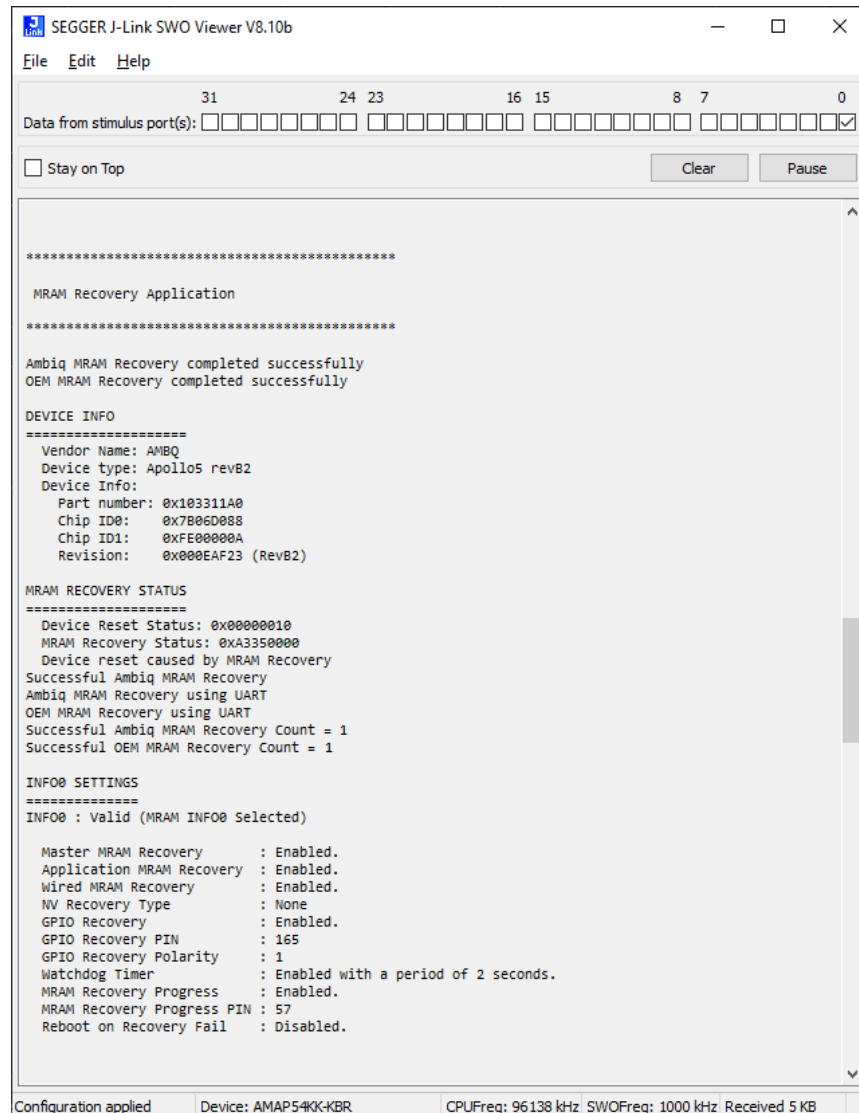 SEGGER J-Link SWO Viewer V8.10b
File Edit Help
31 24 23 16 15 8 7 0
Data from stimulus port(s):
Stay on Top Clear Pause
**********************************************
MRAM Recovery Application
**********************************************
Ambiq MRAM Recovery completed successfully
OEM MRAM Recovery completed successfully
DEVICE INFO
====================
Vendor Name: AMBQ
Device type: Apollo5 revB2
Device Info:
Part number: 0x103311A0
Chip ID0: 0x7B06D088
Chip ID1: 0xFE00000A
Revision: 0x000EAF23 (RevB2)
MRAM RECOVERY STATUS
====================
Device Reset Status: 0x00000010
MRAM Recovery Status: 0xA3350000
Device reset caused by MRAM Recovery
Successful Ambiq MRAM Recovery
Ambiq MRAM Recovery using UART
OEM MRAM Recovery using UART
Successful Ambiq MRAM Recovery Count = 1
Successful OEM MRAM Recovery Count = 1
INFO0 SETTINGS
==============
INFO0 : Valid (MRAM INFO0 Selected)
Master MRAM Recovery : Enabled.
Application MRAM Recovery : Enabled.
Wired MRAM Recovery : Enabled.
NV Recovery Type : None
GPIO Recovery : Enabled.
GPIO Recovery PIN : 165
GPIO Recovery Polarity : 1
Watchdog Timer : Enabled with a period of 2 seconds.
MRAM Recovery Progress : Enabled.
MRAM Recovery Progress PIN : 57
Reboot on Recovery Fail : Disabled.
Configuration applied Device: AMAP54KK-KBR CPUFreq: 96138 kHz SWOFreq: 1000 kHz Received 5 KB